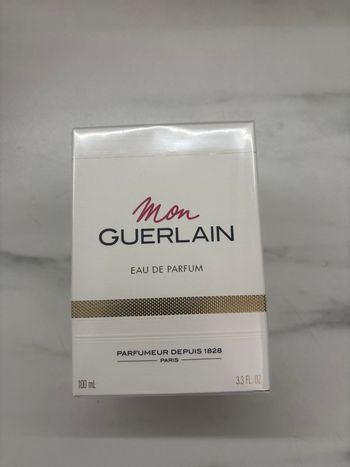 Mon
GUERLAIN
EAU DE PARFUM
PARFUMEUR DEPUIS 1828
PARIS
100 mL 3.3 FL. OZ